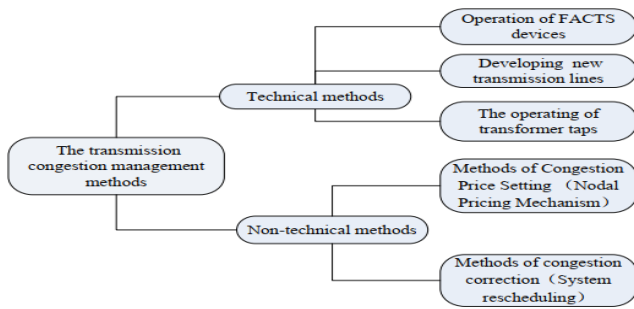 Operation of FACTS
devices
Developing new
transmission lines
Technical methods
The operating of
transformer taps
The transmission
congestion management
methods
Methods of Congestion
Price Setting （Nodal
Pricing Mechanism）
Non-technical methods
Methods of congestion
correction（System
rescheduling）